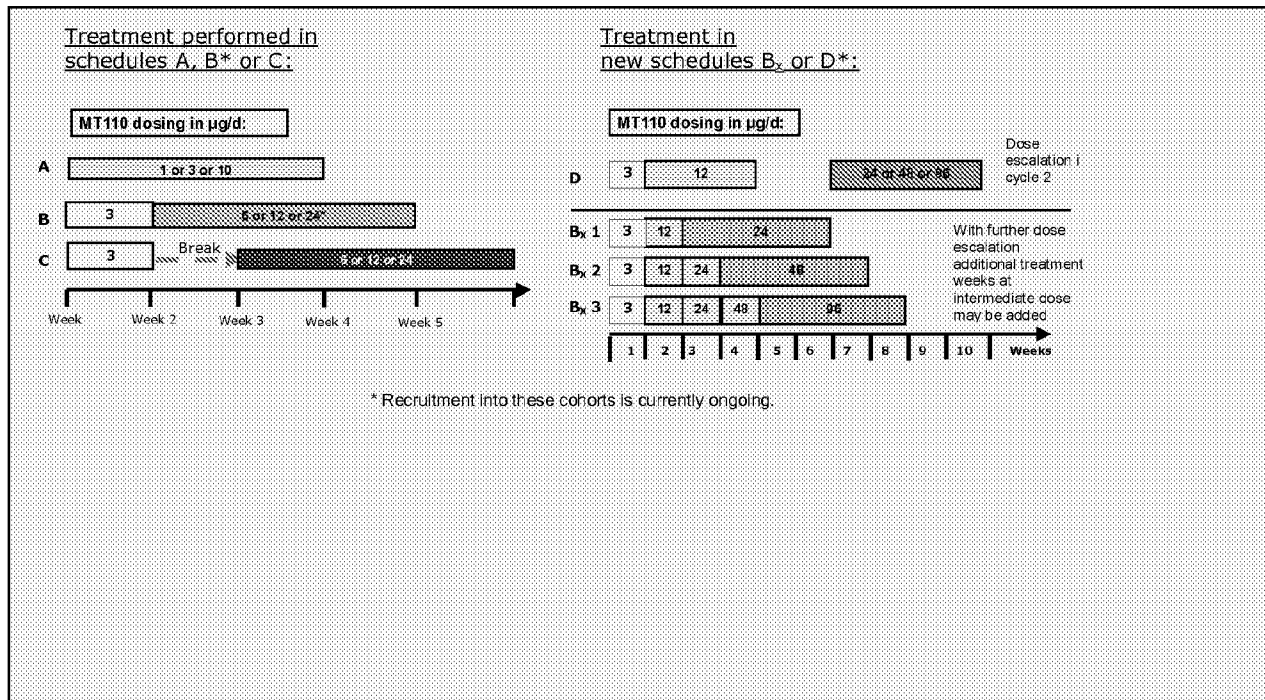 Treatment performed in
schedules A, B* or C:
MT110 dosing in µg/d:
A
1 or 3 or 10
B
3
6 or 12 or 24*
C
3
Break
6 or 12 or 24
Week
Week 2
Week 3
Week 4
Week 5
Treatment in
new schedules Bx or D*:
MT110 dosing in µg/d:
D
3
12
24 or 48 or 96
Dose
escalation i
cycle 2
Bx 1
3
12
24
Bx 2
3
12
24
48
Bx 3
3
12
24
48
96
With further dose
escalation
additional treatment
weeks at
intermediate dose
may be added
1
2
3
4
5
6
7
8
9
10
Weeks
* Recruitment into these cohorts is currently ongoing.